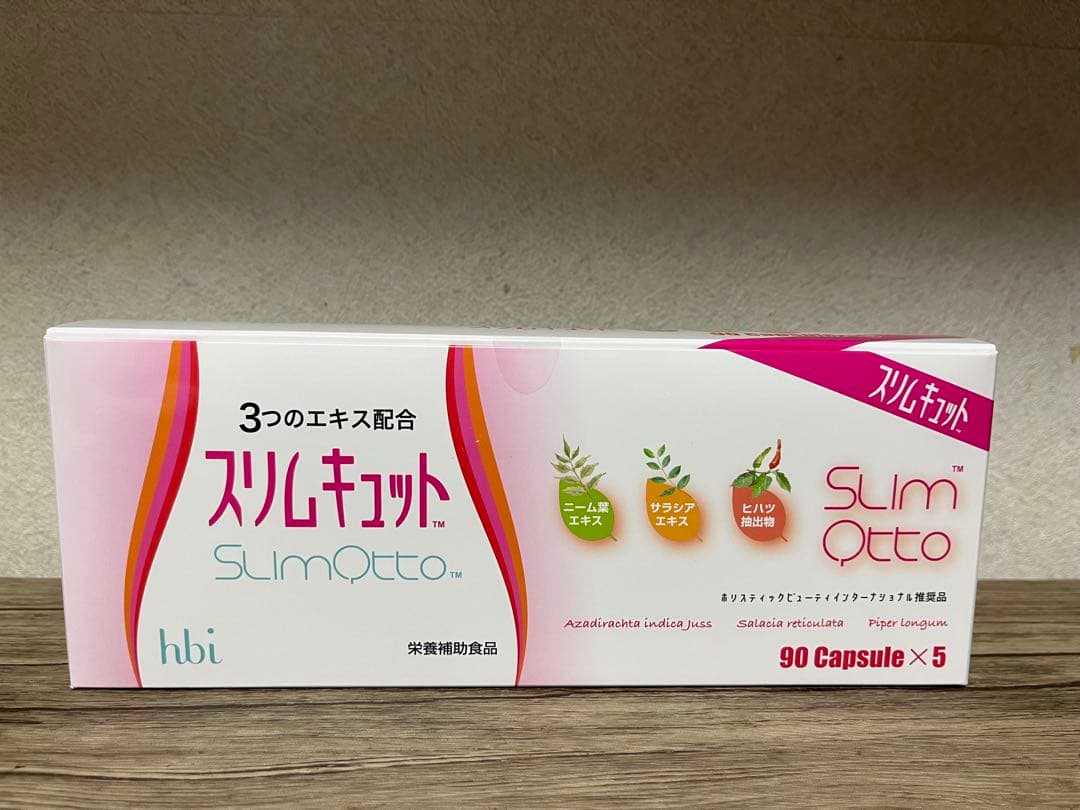 90 Capsule
3つのエキス配合
スリムキュット™
SLIMQtto™
hbi
栄養補助食品
スリムキュット™
ニーム葉
エキス
サラシア
エキス
ヒハツ
抽出物
SLIM™
Qtto
ホリスティックビューティインターナショナル推奨品
Azadirachta indica Juss Salacia reticulata Piper longum
90 Capsule×5